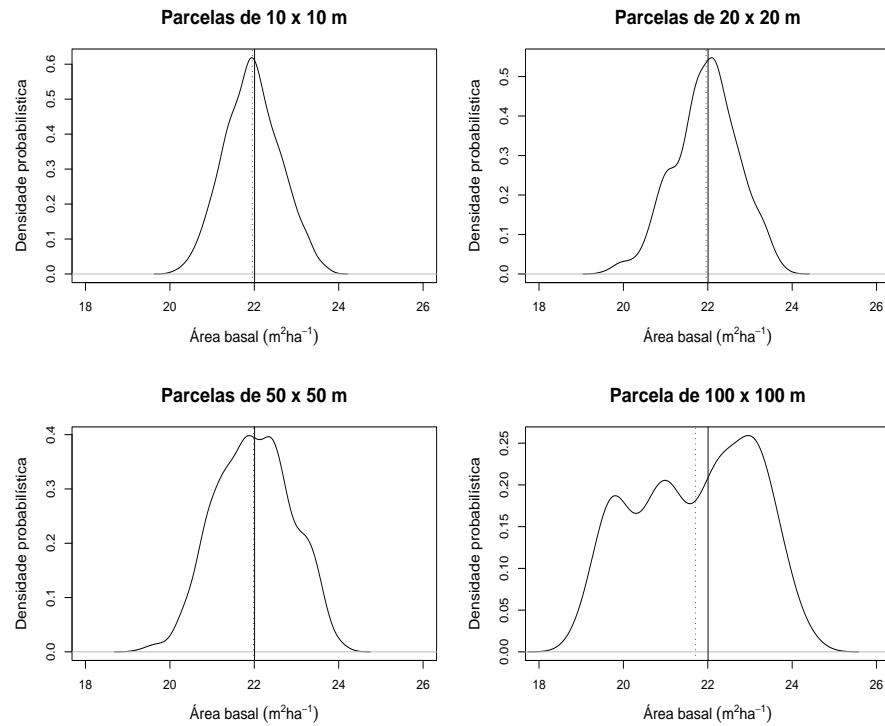 Parcelas de 10 x 10 m
Densidade probabilística
0.0 0.1 0.2 0.3 0.4 0.5 0.6
18 20 22 24 26
Área basal (m²ha⁻¹)
Parcelas de 20 x 20 m
Densidade probabilística
0.0 0.1 0.2 0.3 0.4 0.5
18 20 22 24 26
Área basal (m²ha⁻¹)
Parcelas de 50 x 50 m
Densidade probabilística
0.0 0.1 0.2 0.3 0.4
18 20 22 24 26
Área basal (m²ha⁻¹)
Parcela de 100 x 100 m
Densidade probabilística
0.00 0.05 0.10 0.15 0.20 0.25
18 20 22 24 26
Área basal (m²ha⁻¹)